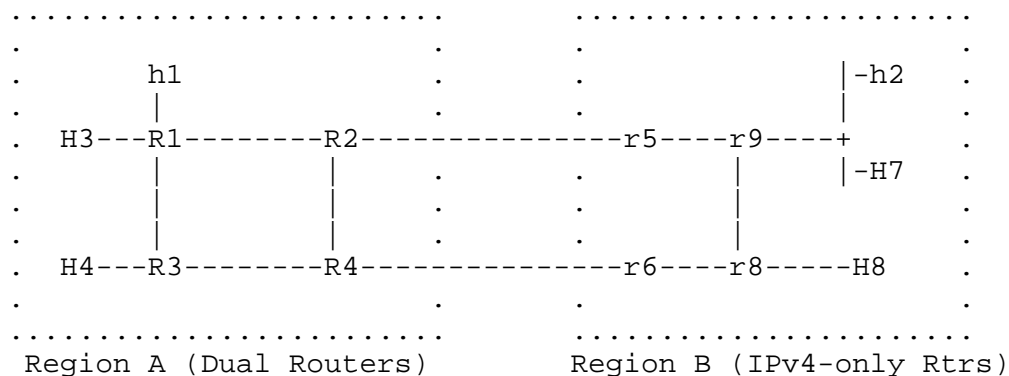 h1 |-h2
H3---R1--------R2---------------r5----r9----+
|-H7
H4---R3--------R4---------------r6----r8-----H8
Region A (Dual Routers) Region B (IPv4-only Rtrs)